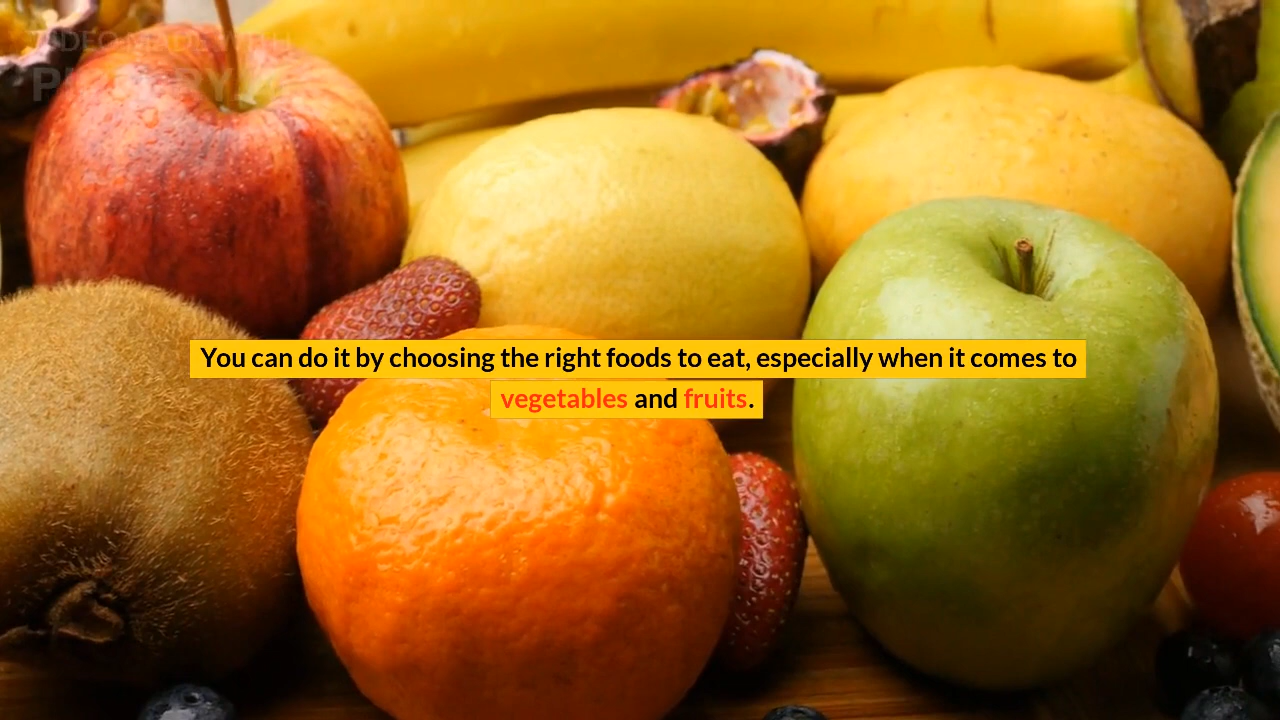 You can do it by choosing the right foods to eat, especially when it comes to
vegetables and fruits.